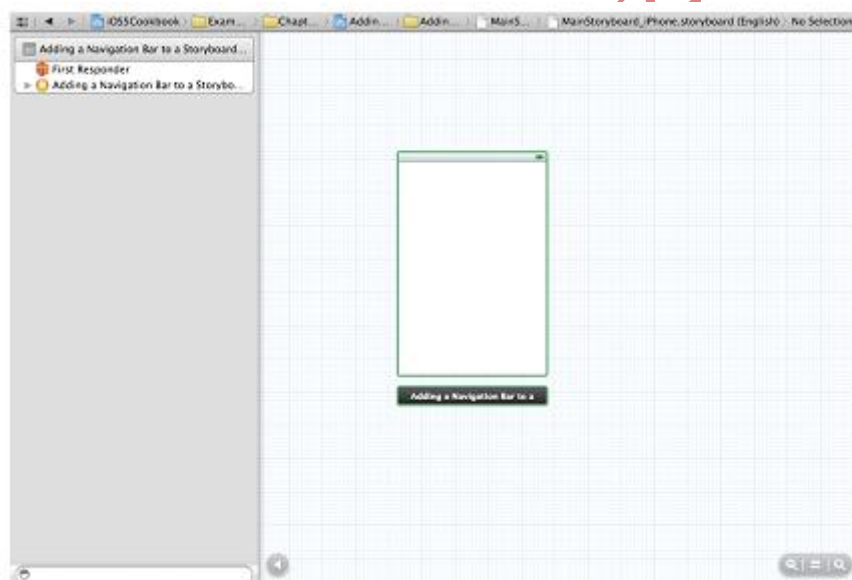 iOS5Cookbook Exam... Chapt... Addin... Addin... MainS... MainStoryboard_iPhone.storyboard (English) No Selection
Adding a Navigation Bar to a Storyboard...
First Responder
Adding a Navigation Bar to a Storybo...
Adding a Navigation Bar to a